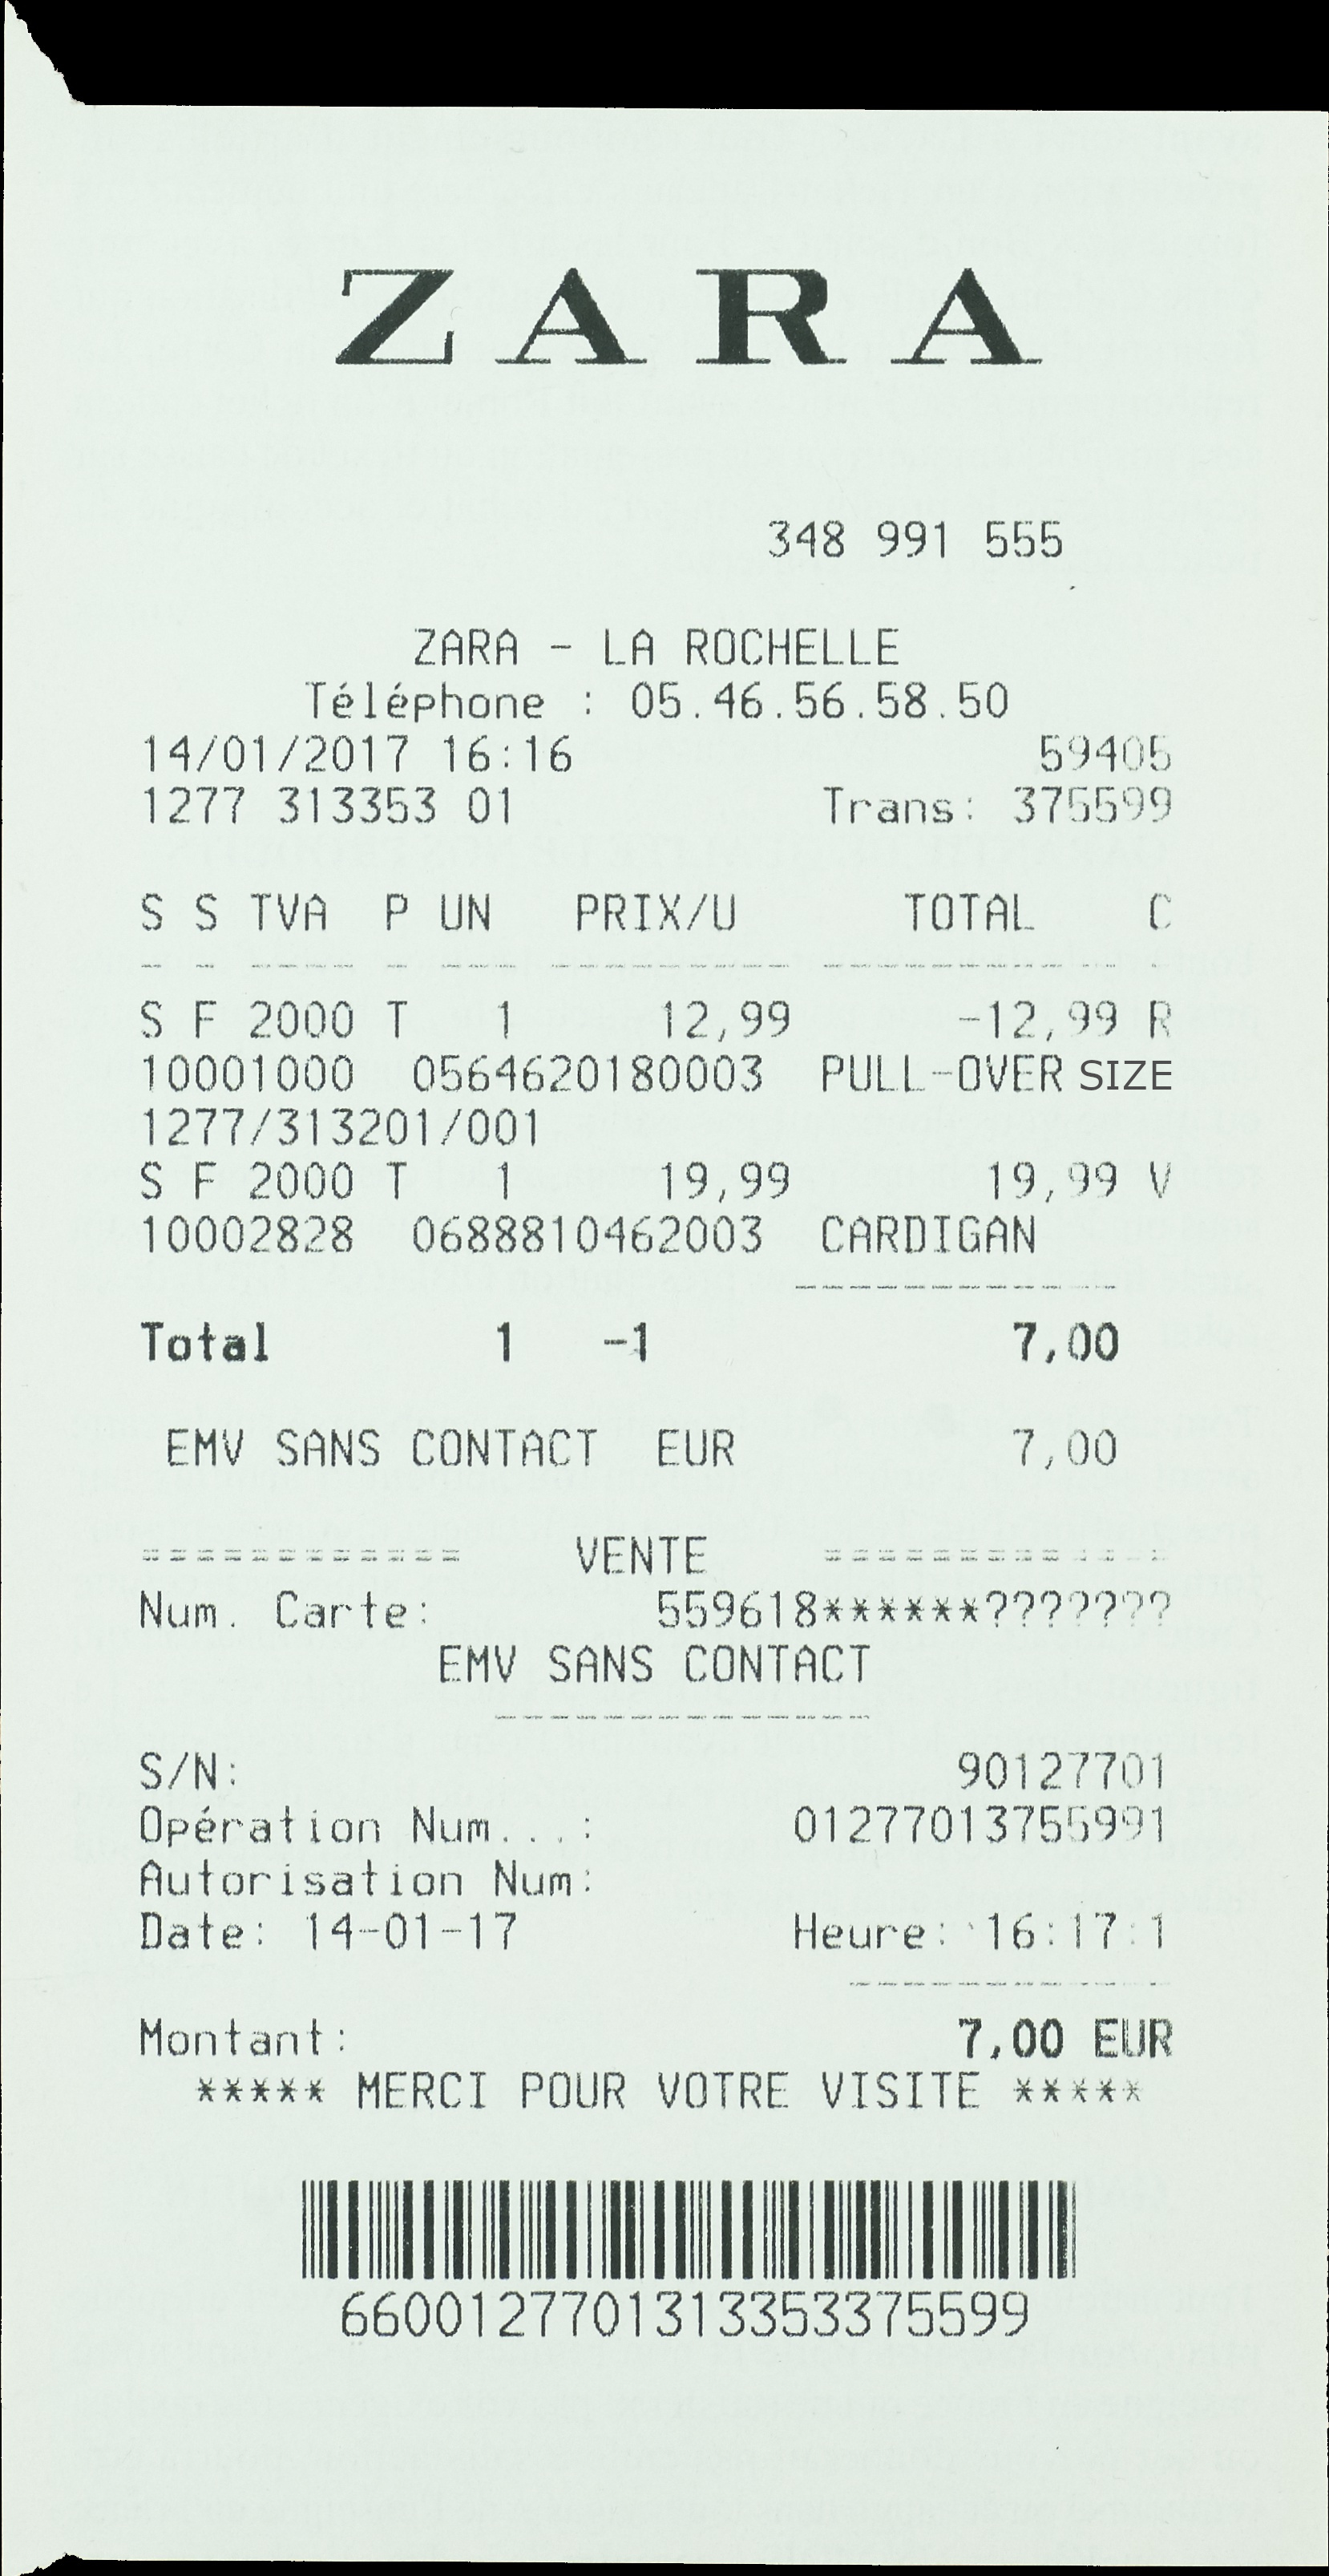 ZARA
348 991 555
ZARA - LA ROCHELLE
Téléphone : 05.46.56.58.50
14/01/2017 16:16 59405
1277 313353 01 Trans: 375599
S S TVA P UN PRIX/U TOTAL C
- - ---- - --- --------- ----------- -
S F 2000 T 1 12,99 -12,99 R
10001000 0564620180003 PULL-OVER SIZE
1277/313201/001
S F 2000 T 1 19,99 19,99 V
10002828 0688810462003 CARDIGAN
------------
Total 1 -1 7,00
EMV SANS CONTACT EUR 7,00
============ VENTE =============
Num. Carte: 559618******???????
EMV SANS CONTACT
--------------
S/N: 90127701
Opération Num...: 01277013755991
Autorisation Num:
Date: 14-01-17 Heure: 16:17:1
------------
Montant: 7,00 EUR
***** MERCI POUR VOTRE VISITE *****
6600127701313353375599